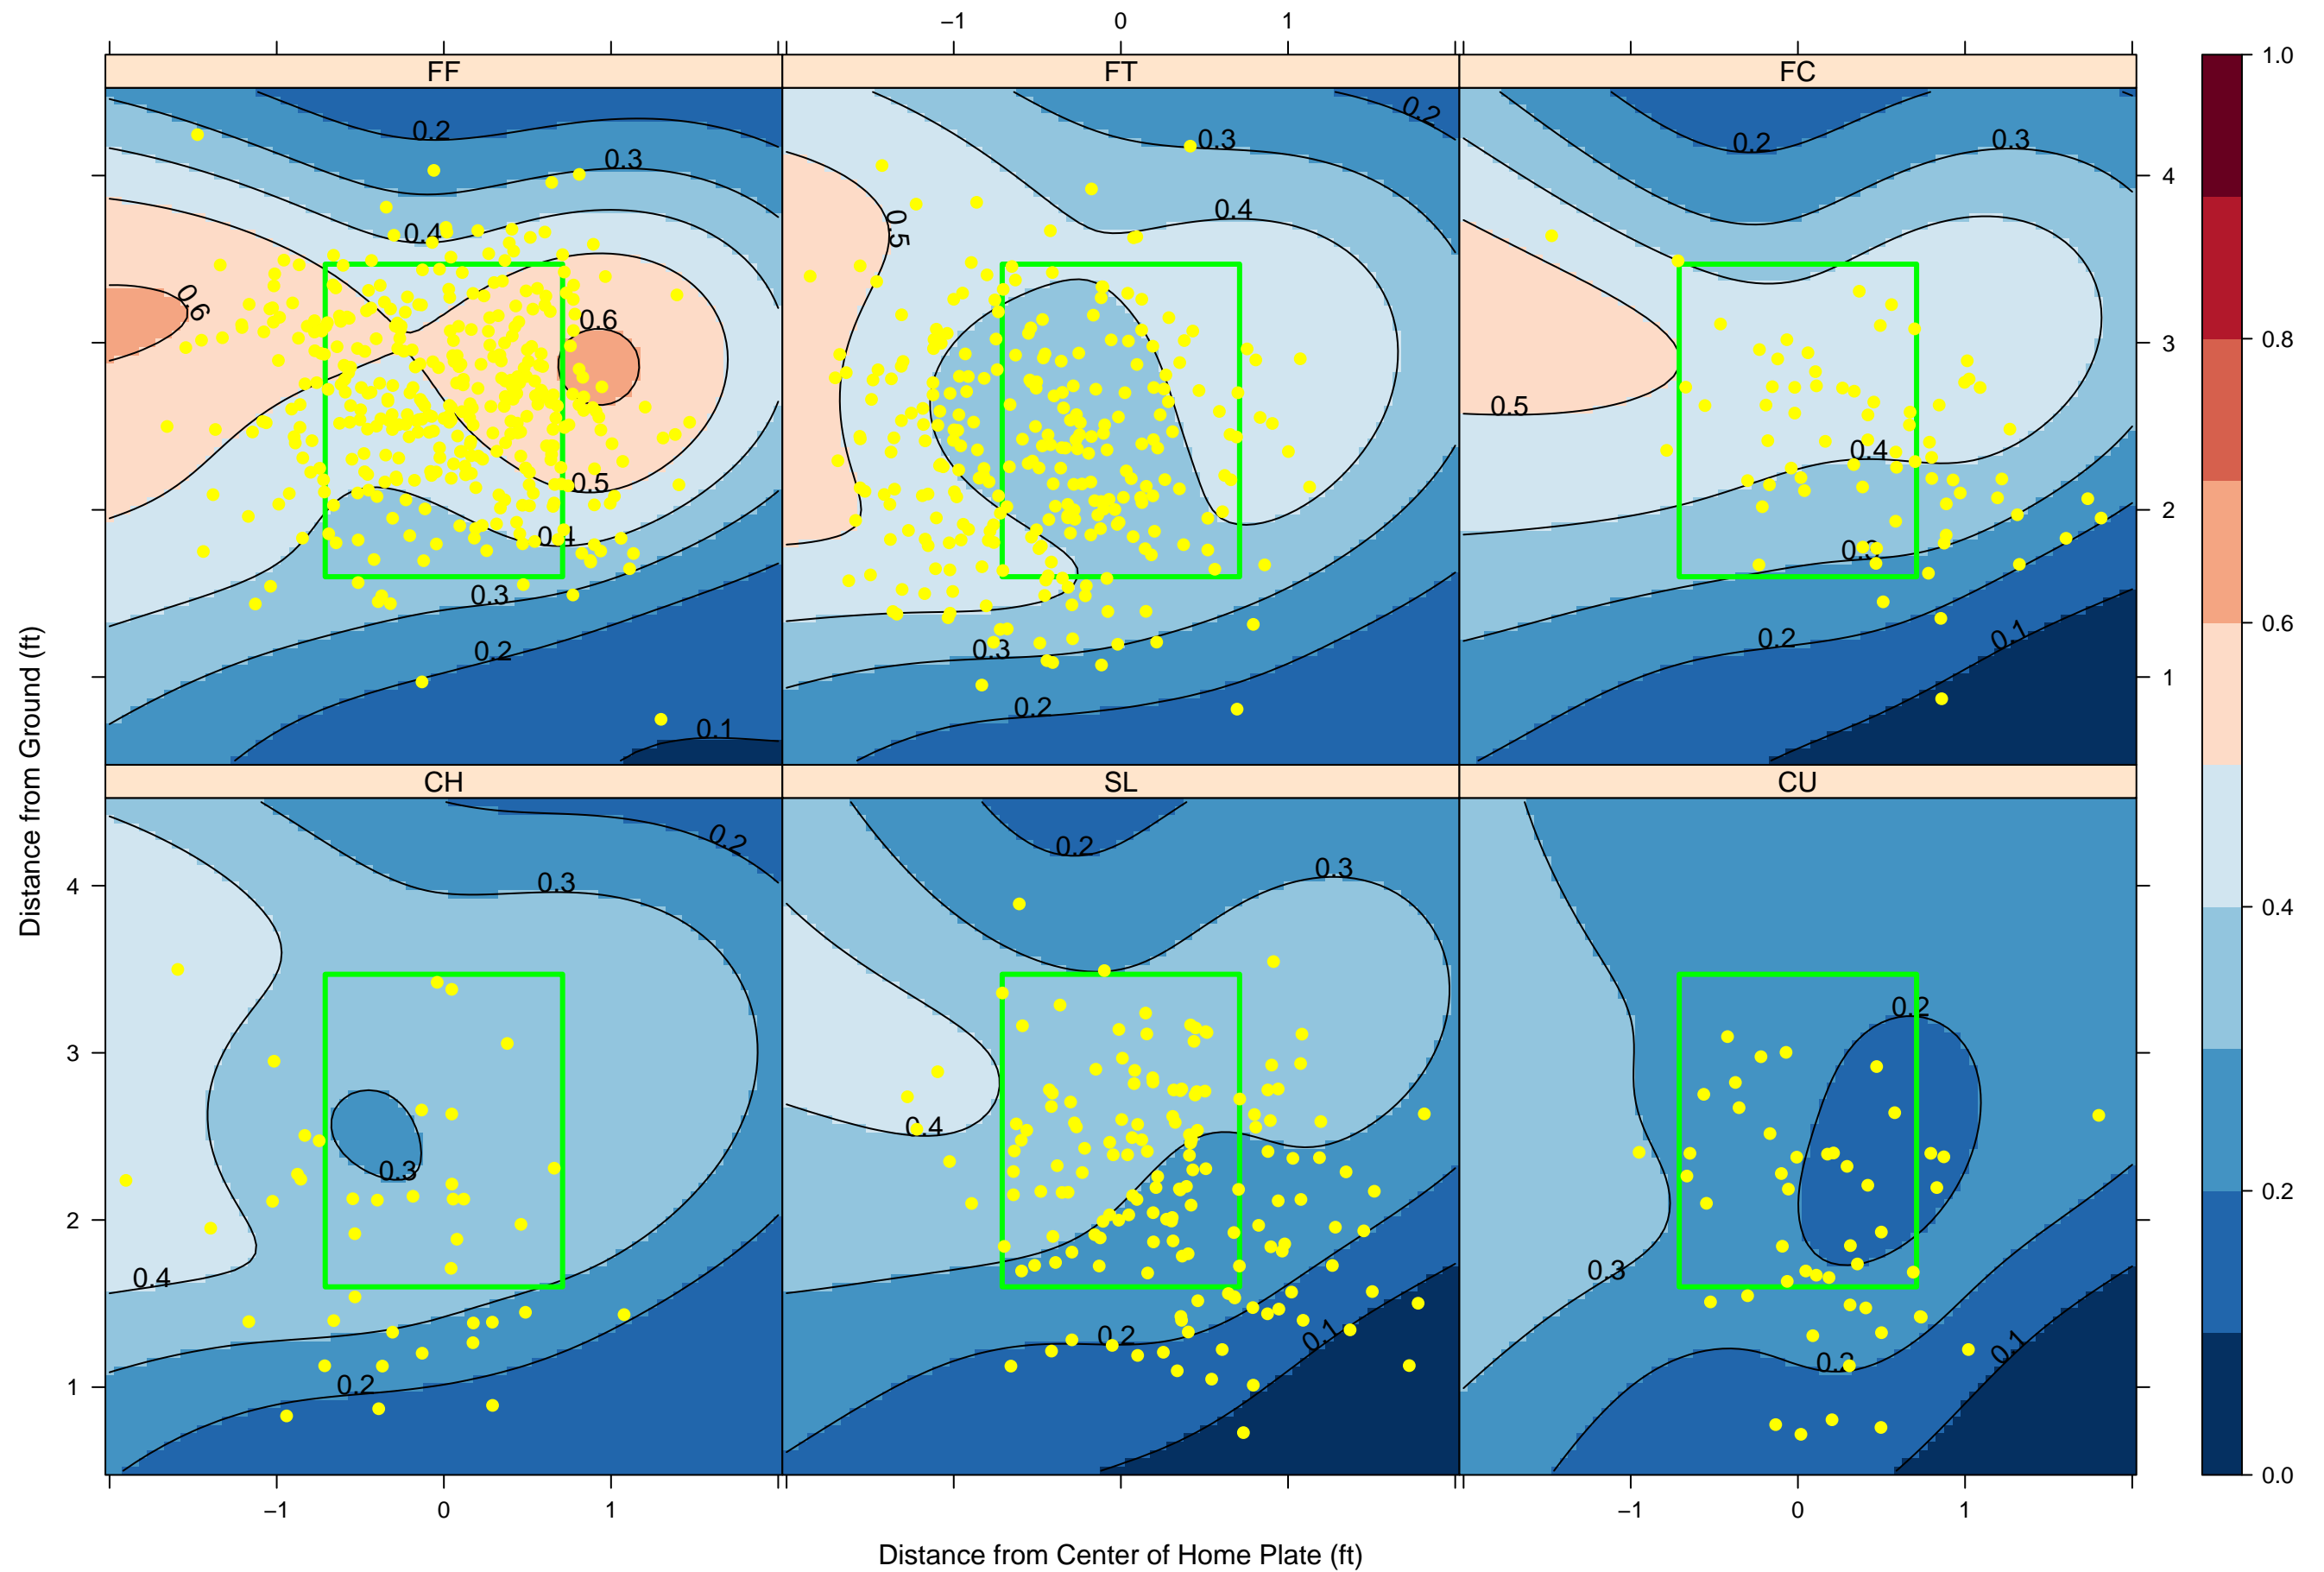 −1 0 1
1.0
FF FT FC
0.2 0.3 0.4 0.6 0.6 0.5 0.4 0.3 0.2 0.1
0.2 0.3 0.4 0.5 0.3 0.2
0.2 0.3 0.5 0.4 0.3 0.2 0.1
4
3
2
1
0.8
0.6
0.4
0.2
0.0
Distance from Ground (ft)
CH SL CU
0.2 0.3 0.3 0.4 0.2
0.2 0.3 0.4 0.2 0.1
0.2 0.3 0.2 0.1
4
3
2
1
−1 0 1 −1 0 1
Distance from Center of Home Plate (ft)